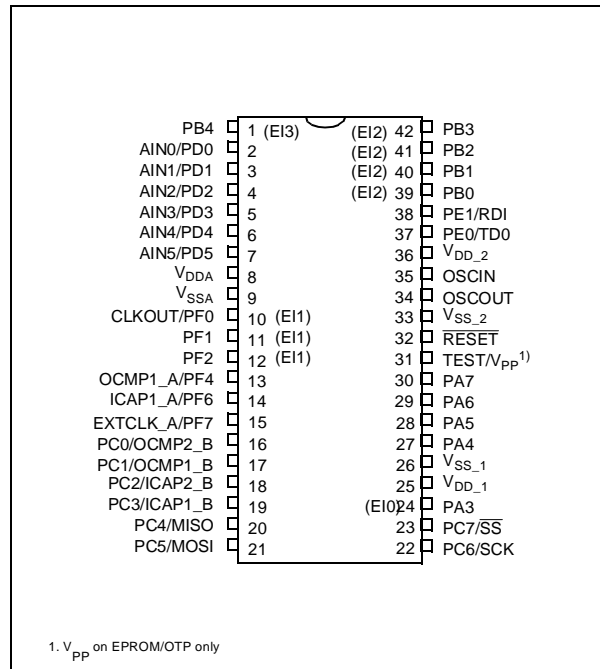 PB4 1 (EI3) (EI2) 42 PB3
AIN0/PD0 2 (EI2) 41 PB2
AIN1/PD1 3 (EI2) 40 PB1
AIN2/PD2 4 (EI2) 39 PB0
AIN3/PD3 5 38 PE1/RDI
AIN4/PD4 6 37 PE0/TD0
AIN5/PD5 7 36 VDD_2
VDDA 8 35 OSCIN
VSSA 9 34 OSCOUT
CLKOUT/PF0 10 (EI1) 33 VSS_2
PF1 11 (EI1) 32 RESET
PF2 12 (EI1) 31 TEST/VPP1)
OCMP1_A/PF4 13 30 PA7
ICAP1_A/PF6 14 29 PA6
EXTCLK_A/PF7 15 28 PA5
PC0/OCMP2_B 16 27 PA4
PC1/OCMP1_B 17 26 VSS_1
PC2/ICAP2_B 18 25 VDD_1
PC3/ICAP1_B 19 (EI0)24 PA3
PC4/MISO 20 23 PC7/SS
PC5/MOSI 21 22 PC6/SCK
1. VPP on EPROM/OTP only